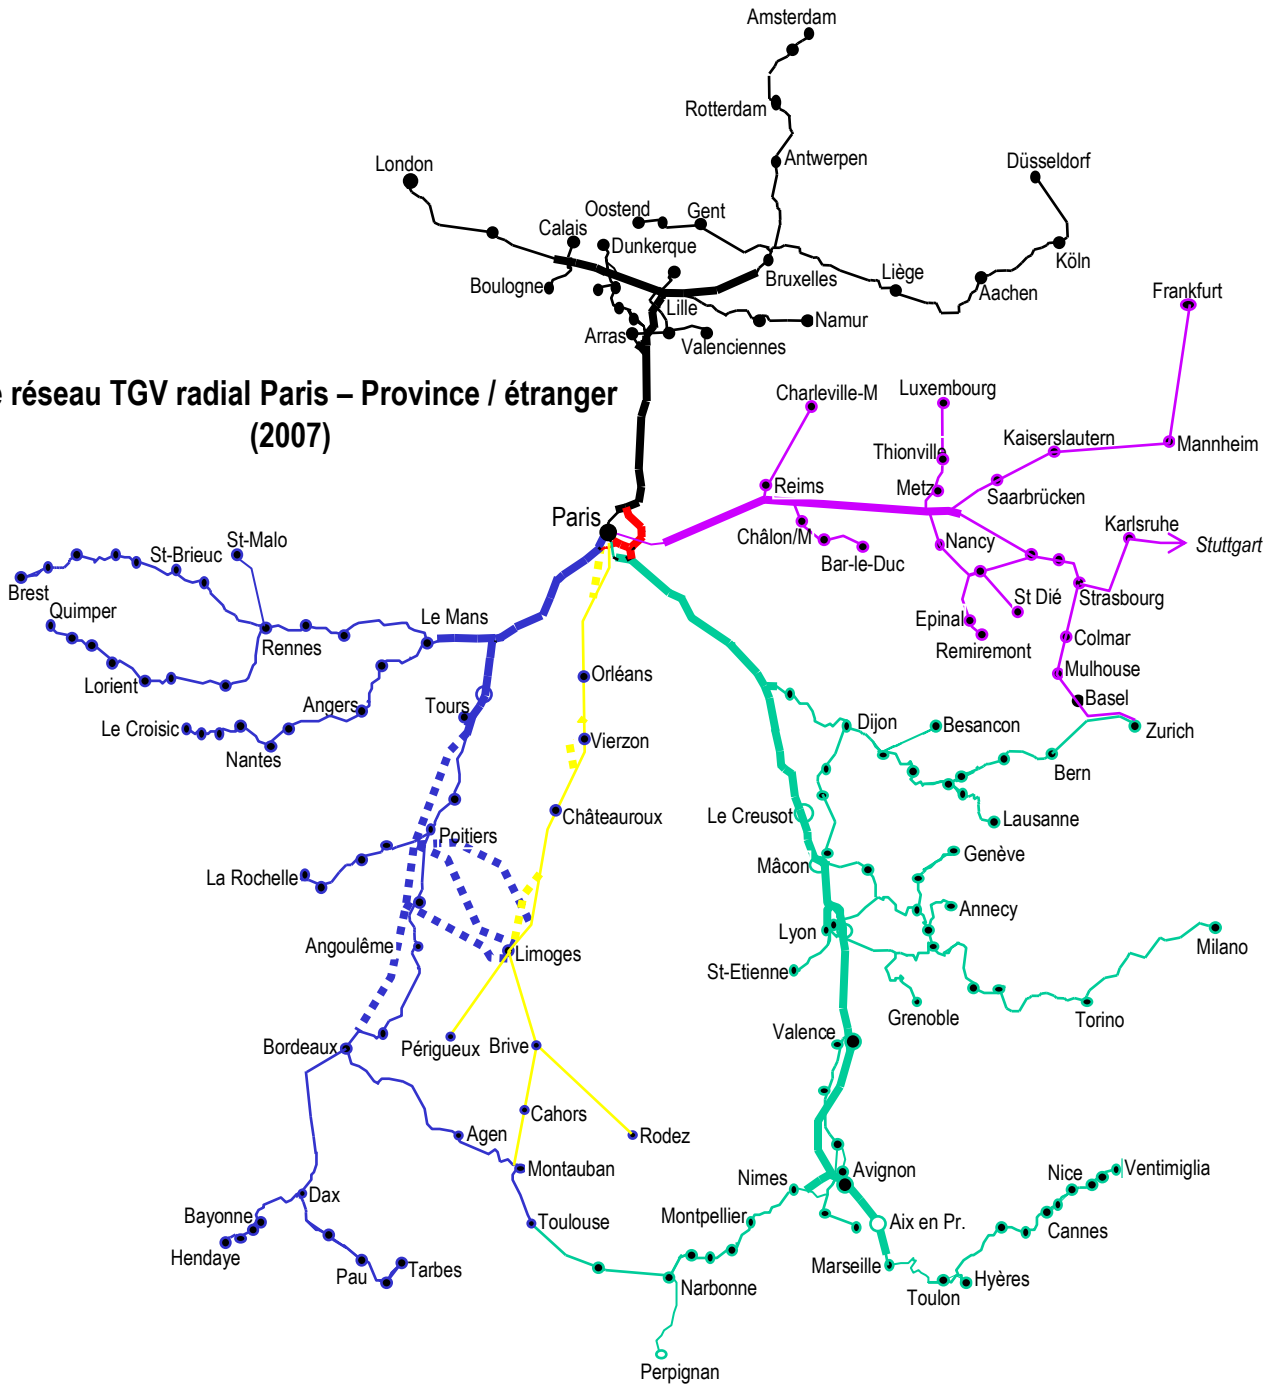 Amsterdam
Rotterdam
Antwerpen
London
Düsseldorf
Oostend
Gent
Calais
Dunkerque
Köln
Bruxelles
Liège
Boulogne
Aachen
Lille
Frankfurt
Namur
Arras
Valenciennes
réseau TGV radial Paris – Province / étranger
(2007)
Charleville-M
Luxembourg
Kaiserslautern
Mannheim
Thionville
Metz
Saarbrücken
Reims
Paris
Châlon/M
Nancy
Karlsruhe
Stuttgart
Bar-le-Duc
St-Malo
St-Brieuc
Brest
Quimper
Le Mans
Rennes
St Dié
Strasbourg
Epinal
Remiremont
Colmar
Mulhouse
Basel
Zurich
Lorient
Angers
Tours
Orléans
Le Croisic
Nantes
Vierzon
Dijon
Besancon
Bern
Châteauroux
Le Creusot
Lausanne
Poitiers
Genève
Mâcon
La Rochelle
Annecy
Angoulême
Limoges
Lyon
Milano
St-Etienne
Grenoble
Torino
Valence
Bordeaux
Périgueux
Brive
Cahors
Agen
Rodez
Montauban
Avignon
Nimes
Nice
Ventimiglia
Dax
Bayonne
Toulouse
Montpellier
Aix en Pr.
Cannes
Hendaye
Pau
Tarbes
Marseille
Hyères
Toulon
Narbonne
Perpignan